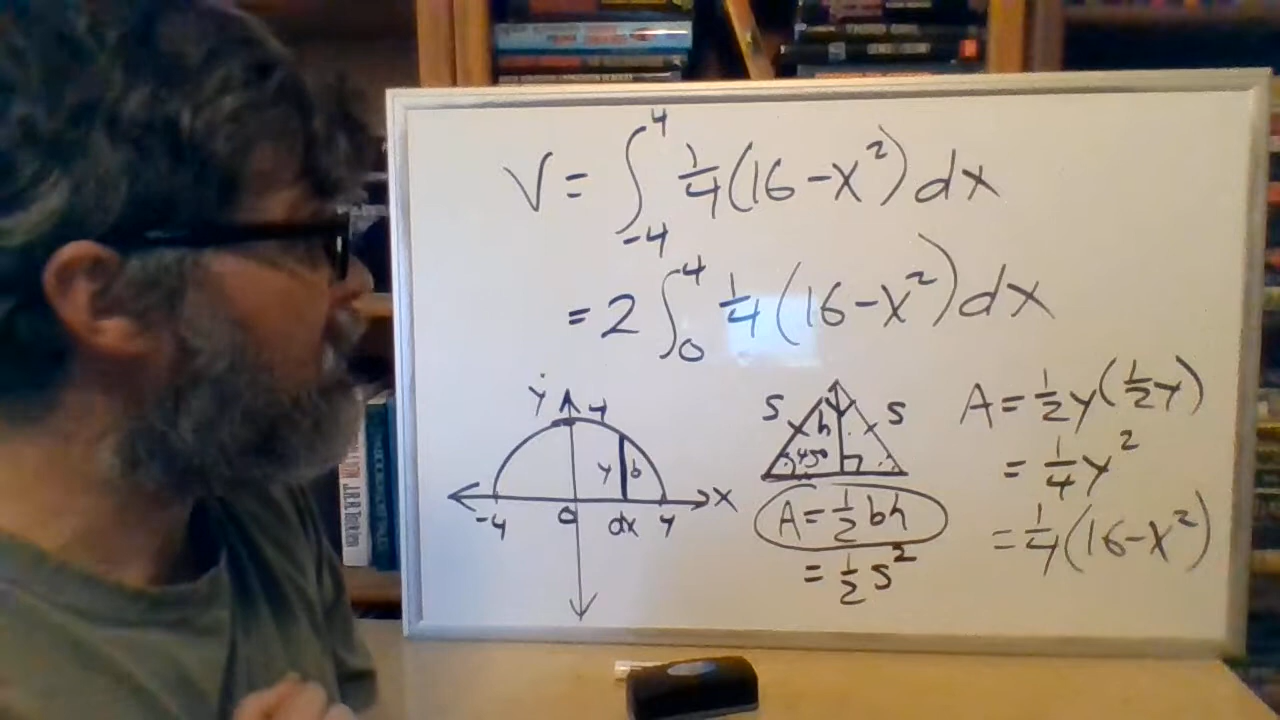 V = ∫_{-4}^{4} 1/4 (16 - x²) dx
= 2 ∫_{0}^{4} 1/4 (16 - x²) dx
Y 4
y b
-4 0 dx 4 X
S h S
45°
A = 1/2 bh
= 1/2 S²
A = 1/2 y (1/2 y)
= 1/4 y²
= 1/4 (16 - x²)
J.R.R. Tolkien